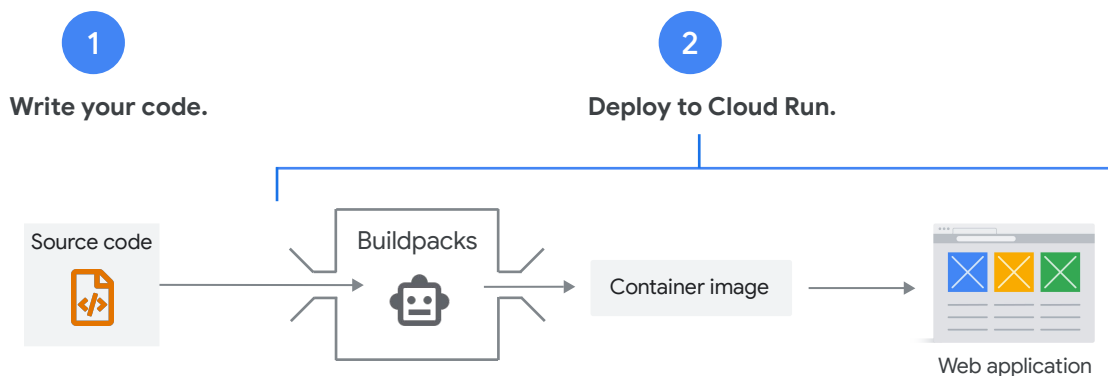 1
Write your code.
2
Deploy to Cloud Run.
Source code
</>
Buildpacks
Container image
Web application